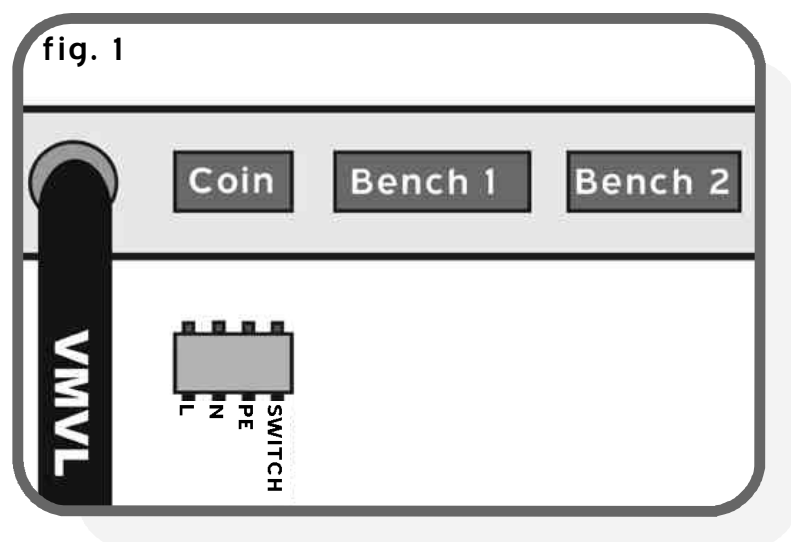 fig. 1
Coin
Bench 1
Bench 2
VMVL
L
N
PE
SWITCH